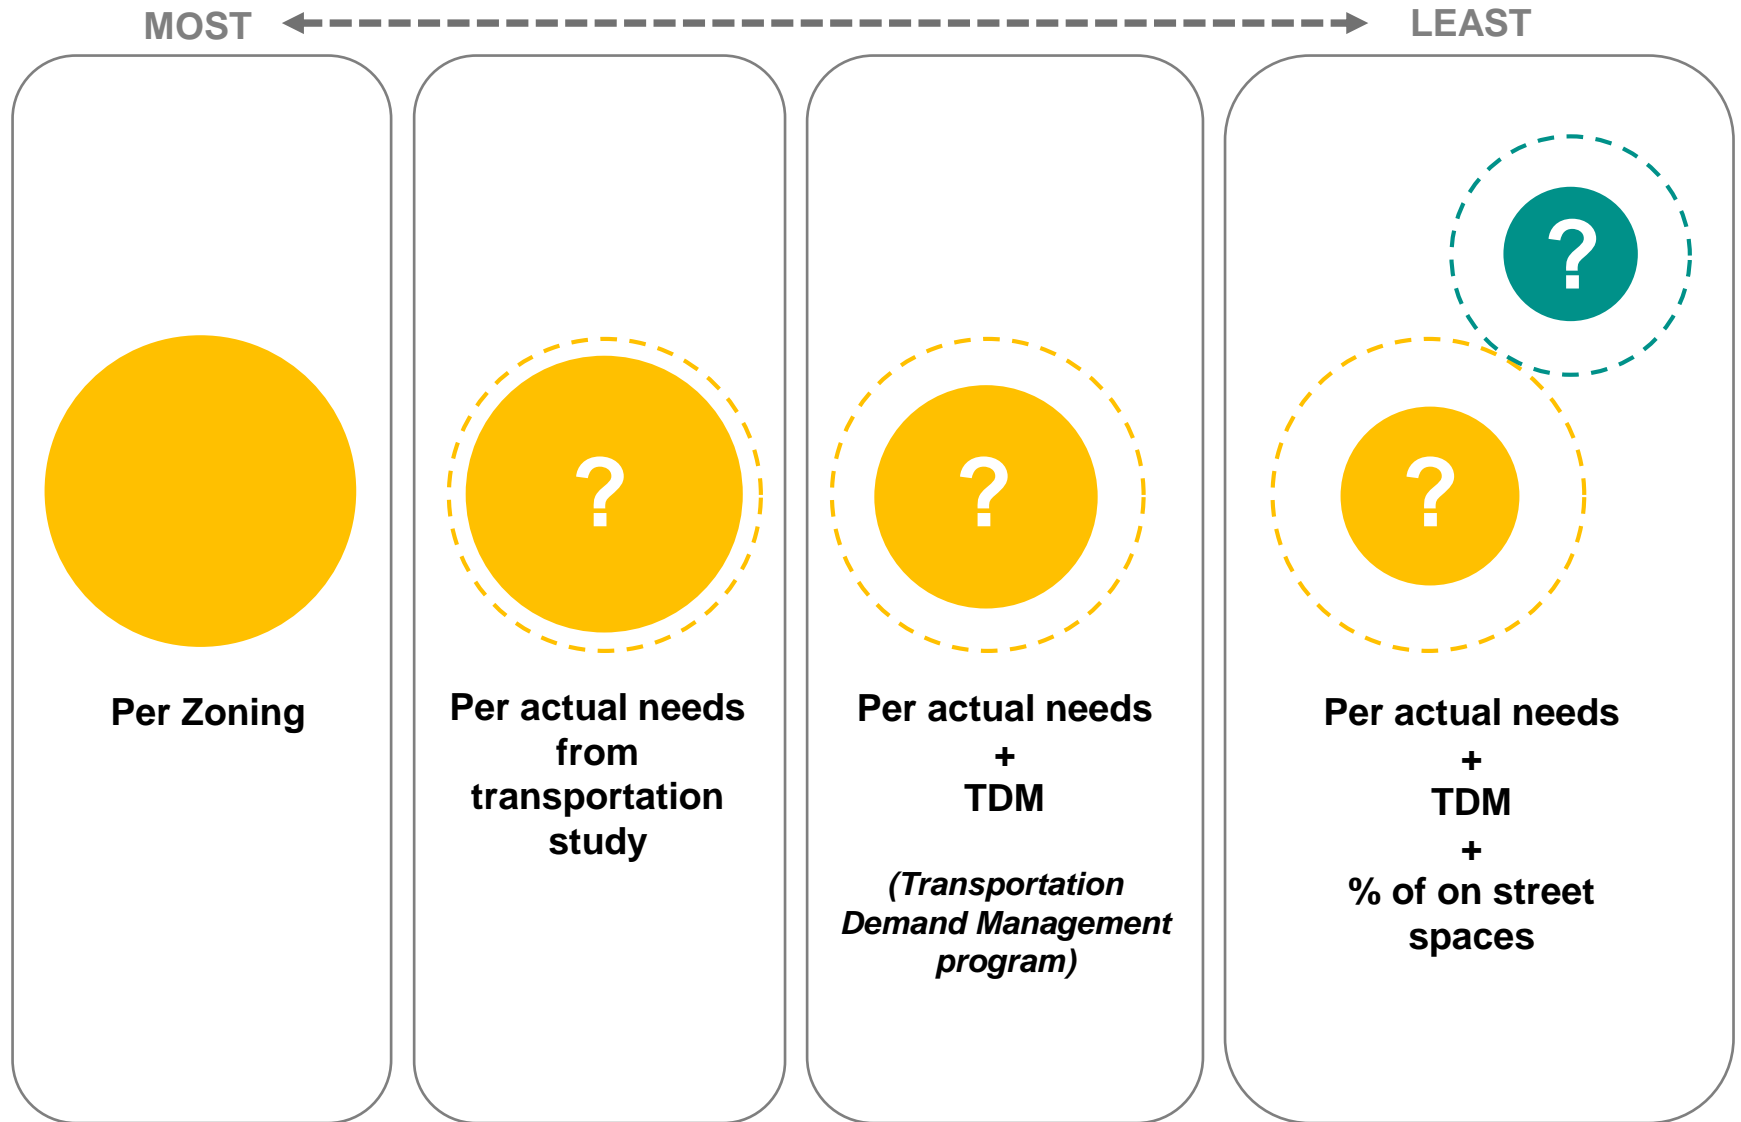 MOST
LEAST
?
?
?
?
Per Zoning
Per actual needs
from
transportation
study
Per actual needs
+
TDM
(Transportation
Demand Management
program)
Per actual needs
+
TDM
+
% of on street
spaces